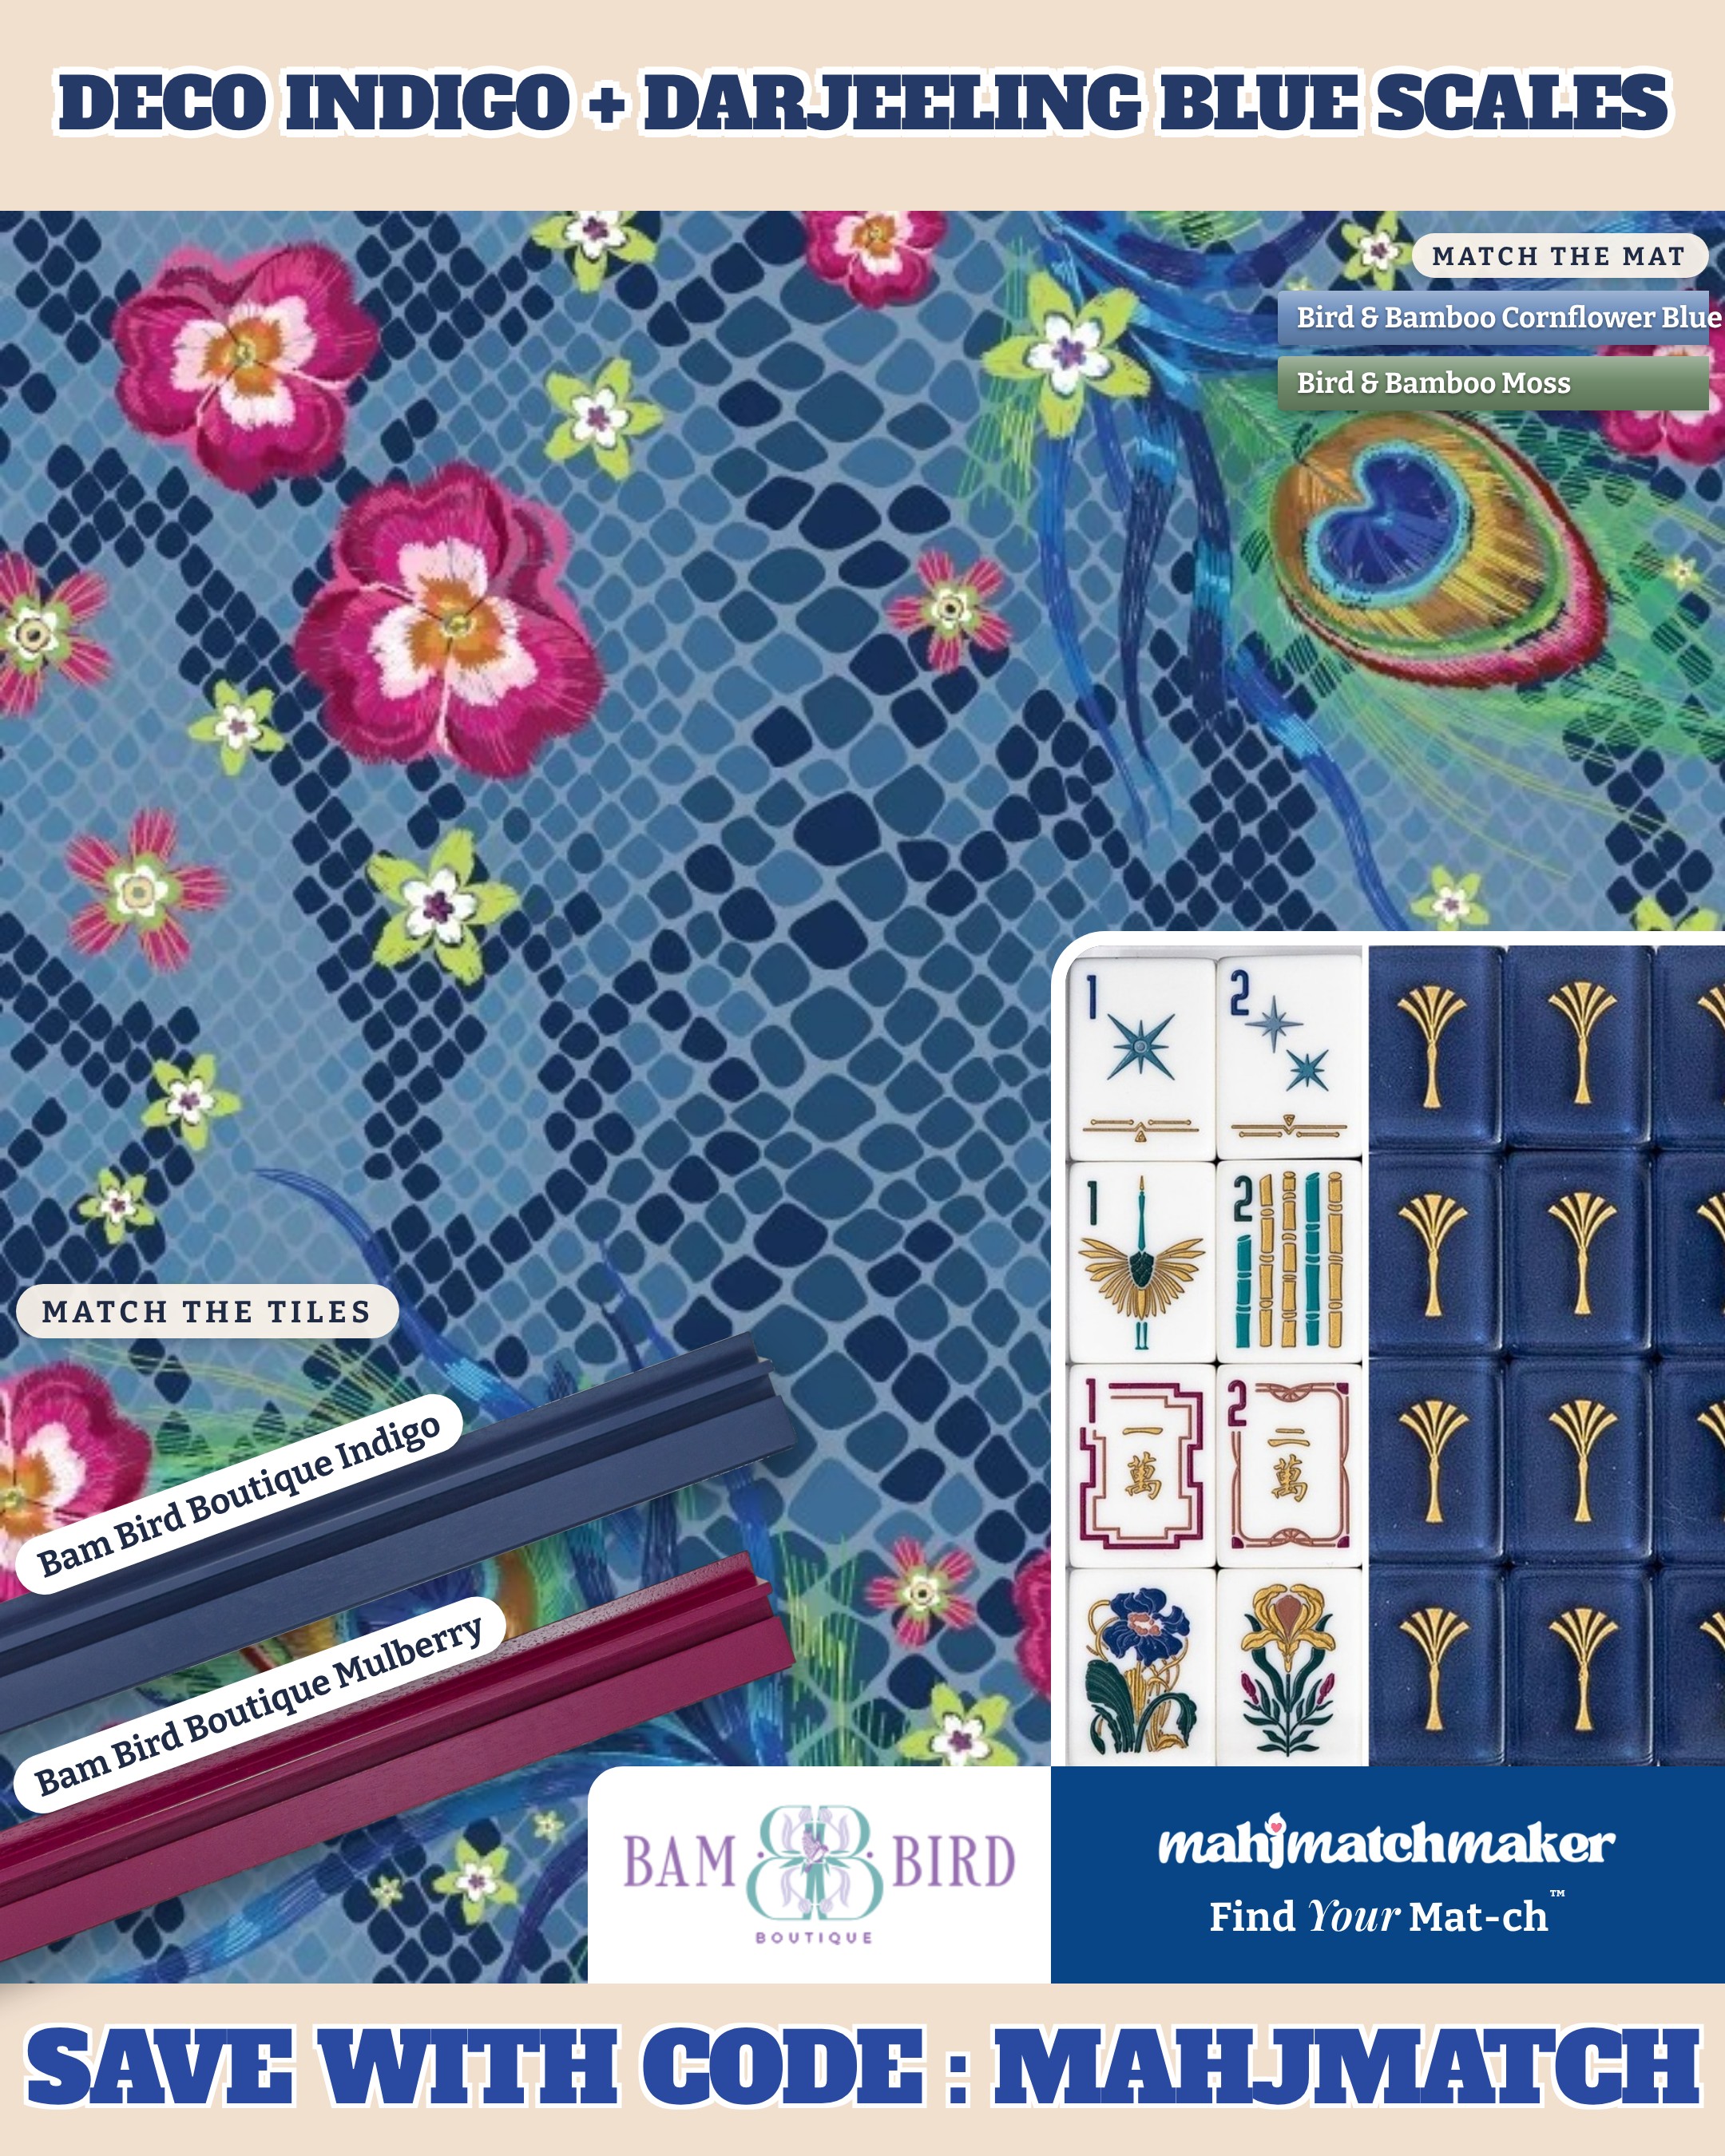 DECO INDIGO + DARJEELING BLUE SCALES
MATCH THE MAT
Bird & Bamboo Cornflower Blue
Bird & Bamboo Moss
1
2
1
2
1
一
萬
2
二
萬
MATCH THE TILES
Bam Bird Boutique Indigo
Bam Bird Boutique Mulberry
BAM BIRD
BOUTIQUE
mahjmatchmaker
Find Your Mat-ch™
SAVE WITH CODE : MAHJMATCH